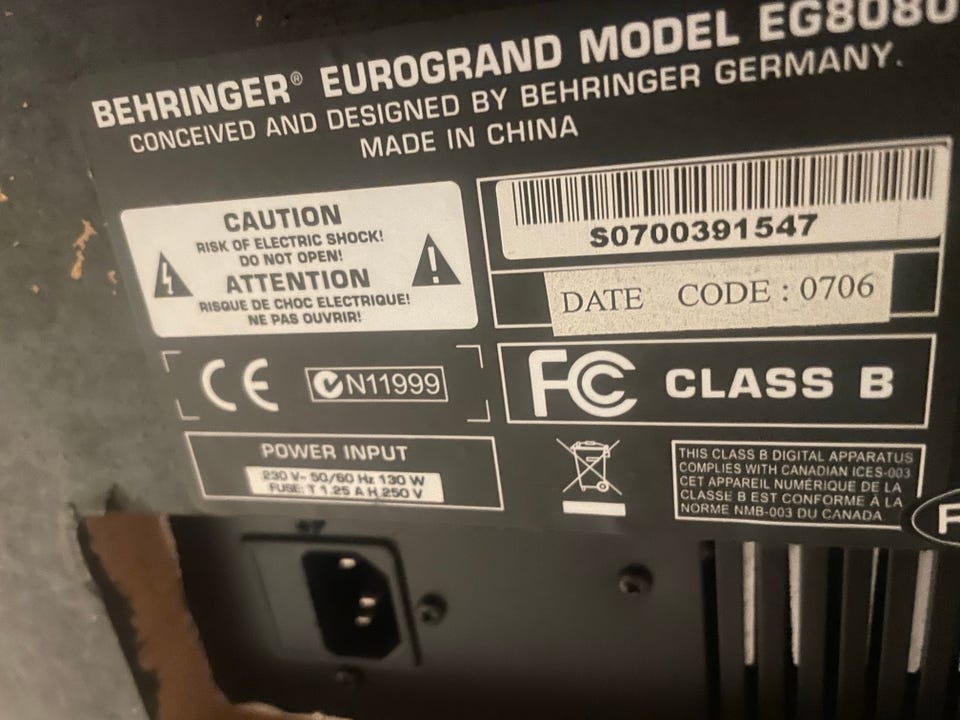 BEHRINGER® EUROGRAND MODEL EG8080
CONCEIVED AND DESIGNED BY BEHRINGER GERMANY.
MADE IN CHINA
CAUTION
RISK OF ELECTRIC SHOCK!
DO NOT OPEN!
ATTENTION
RISQUE DE CHOC ELECTRIQUE!
NE PAS OUVRIR!
S0700391547
DATE CODE : 0706
CE
N11999
FC CLASS B
POWER INPUT
230 V~ 50/60 Hz 130 W
FUSE: T 1.25 A H 250 V
THIS CLASS B DIGITAL APPARATUS
COMPLIES WITH CANADIAN ICES-003
CET APPAREIL NUMÉRIQUE DE LA
CLASSE B EST CONFORME À LA
NORME NMB-003 DU CANADA